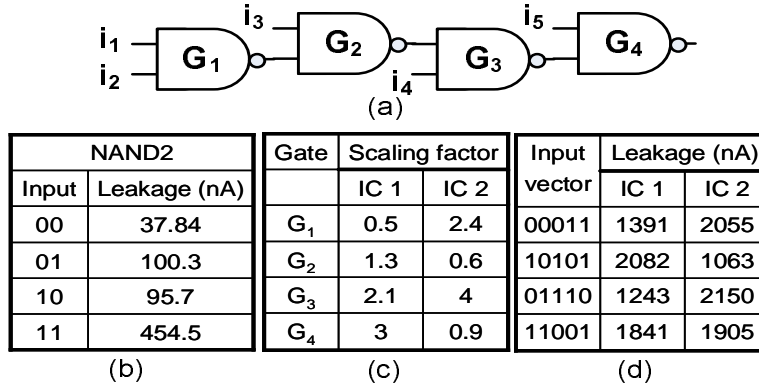 i1
i2
i3
i4
i5
G1
G2
G3
G4
(a)
NAND2
Input Leakage (nA)
00 37.84
01 100.3
10 95.7
11 454.5
(b)
Gate Scaling factor
IC 1 IC 2
G1 0.5 2.4
G2 1.3 0.6
G3 2.1 4
G4 3 0.9
(c)
Input vector Leakage (nA)
IC 1 IC 2
00011 1391 2055
10101 2082 1063
01110 1243 2150
11001 1841 1905
(d)